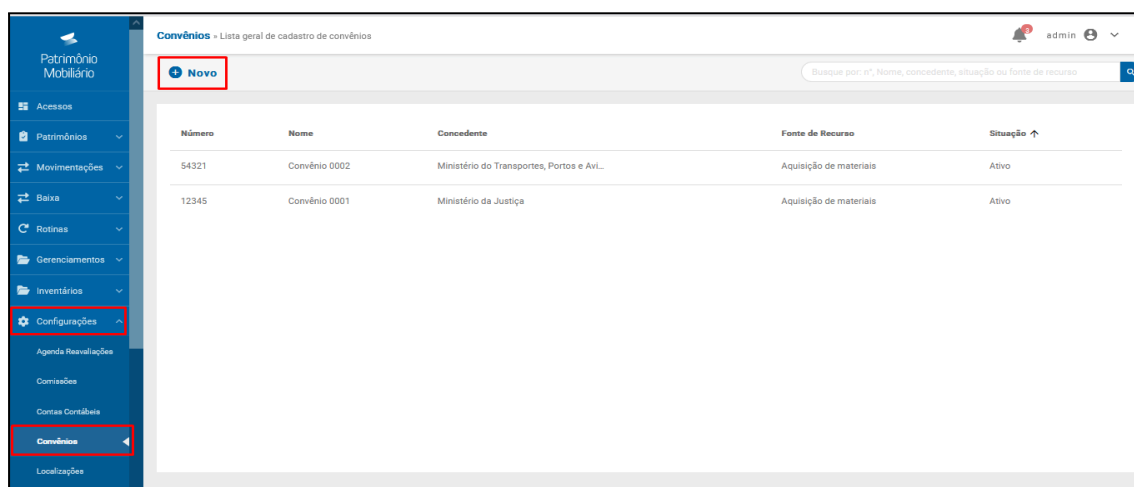 Patrimônio
Mobiliário
Acessos
Patrimônios
Movimentações
Baixa
Rotinas
Gerenciamentos
Inventários
Configurações
Agenda Reavaliações
Comissões
Contas Contábeis
Convênios
Localizações
Convênios » Lista geral de cadastro de convênios
admin
Novo
Busque por: nº, Nome, concedente, situação ou fonte de recurso
Número Nome Concedente Fonte de Recurso Situação
54321 Convênio 0002 Ministério do Transportes, Portos e Avi... Aquisição de materiais Ativo
12345 Convênio 0001 Ministério da Justiça Aquisição de materiais Ativo